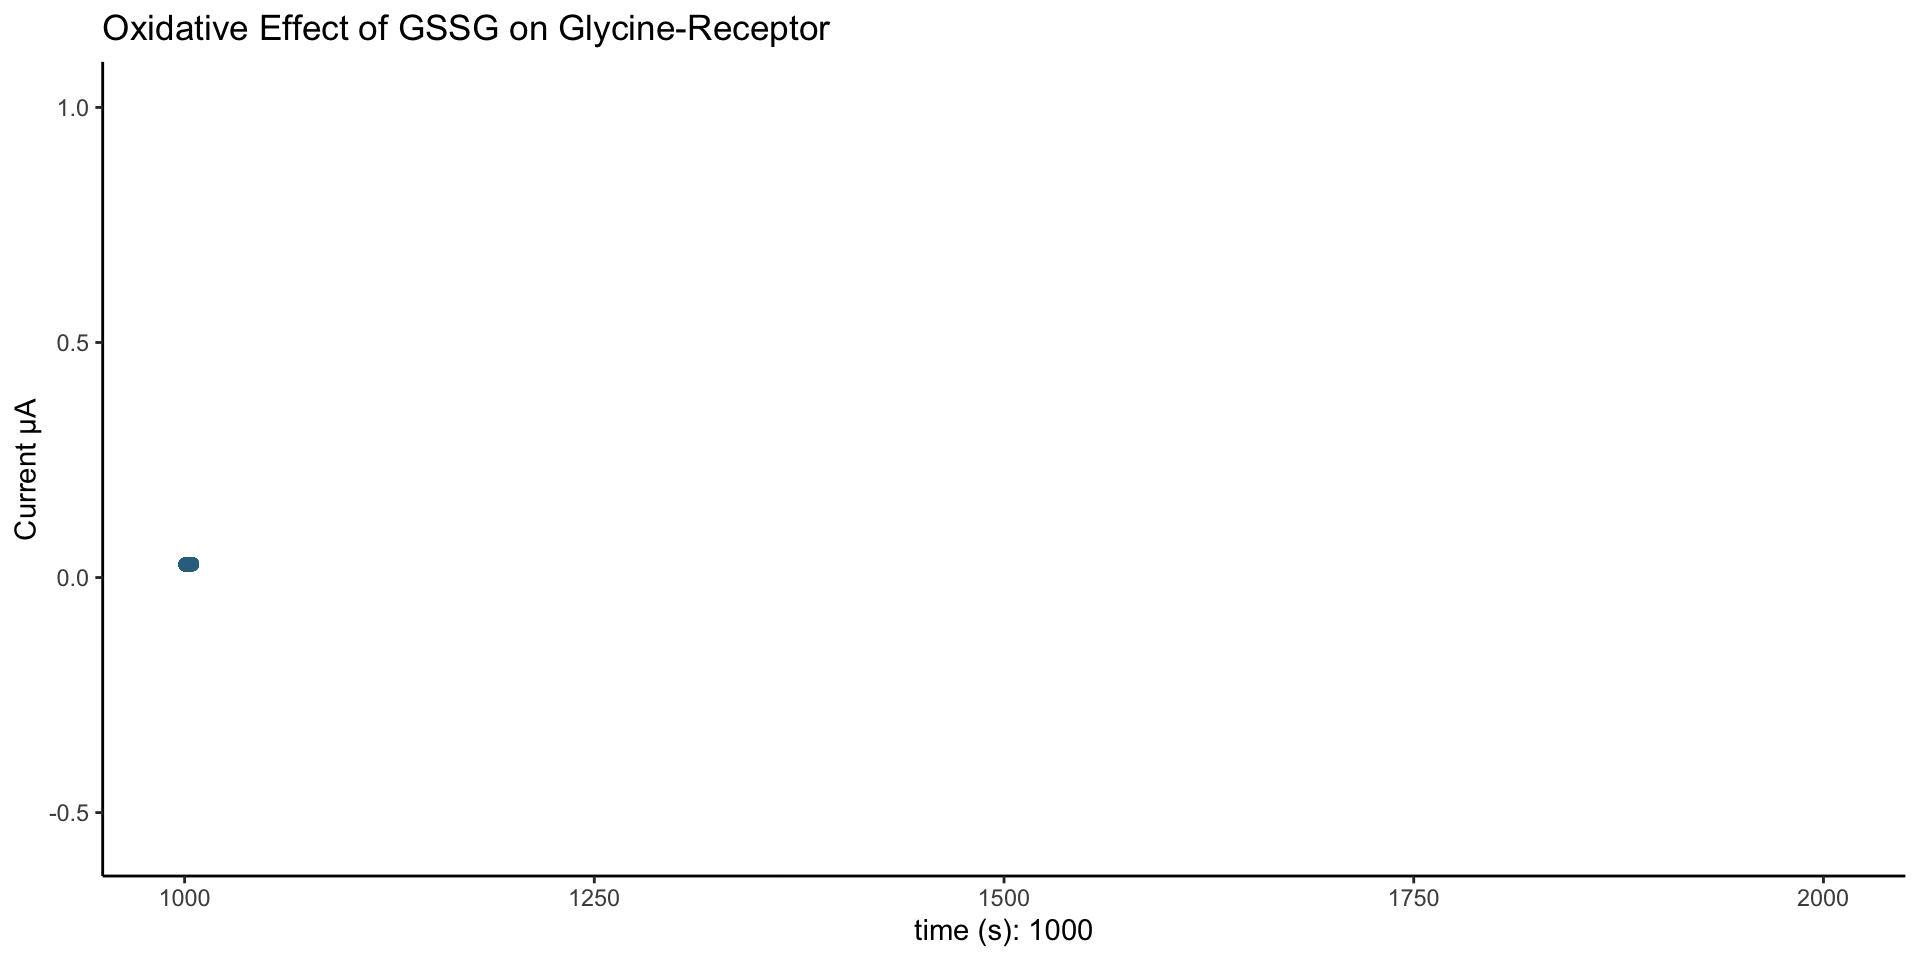 Oxidative Effect of GSSG on Glycine-Receptor
1.0
0.5
0.0
-0.5
Current µA
1000 1250 1500 1750 2000
time (s): 1000